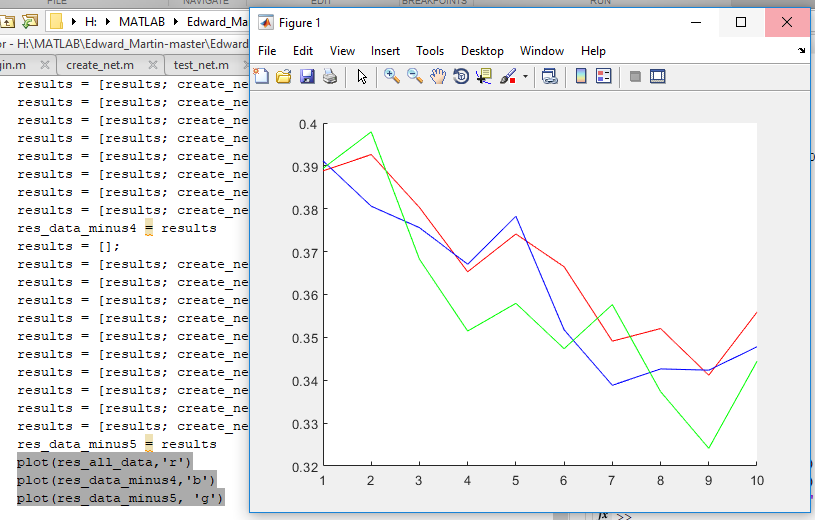 FILE
NAVIGATE
EDIT
BREAKPOINTS
RUN
H: MATLAB Edward_Ma
or - H:\MATLAB\Edward_Martin-master\Edward
gin.m create_net.m test_net.m
results = [results; create_ne
results = [results; create_ne
results = [results; create_ne
results = [results; create_ne
results = [results; create_ne
results = [results; create_ne
results = [results; create_ne
results = [results; create_ne
res_data_minus4 = results
results = [];
results = [results; create_ne
results = [results; create_ne
results = [results; create_ne
results = [results; create_ne
results = [results; create_ne
results = [results; create_ne
results = [results; create_ne
results = [results; create_ne
results = [results; create_ne
results = [results; create_ne
res_data_minus5 = results
plot(res_all_data,'r')
plot(res_data_minus4,'b')
plot(res_data_minus5, 'g')
Figure 1
File Edit View Insert Tools Desktop Window Help
0.4
0.39
0.38
0.37
0.36
0.35
0.34
0.33
0.32
1 2 3 4 5 6 7 8 9 10
fx >>